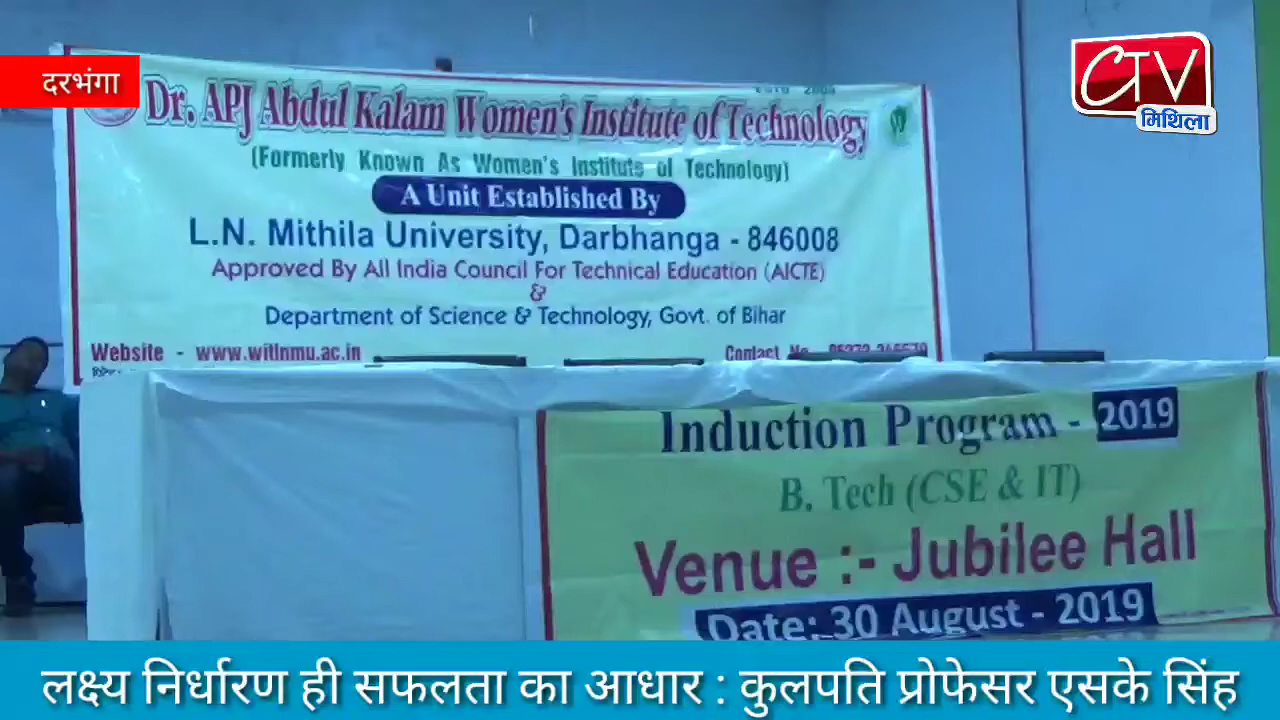 दरभंगा
CTV
मिथिला
Dr. APJ Abdul Kalam Women's Institute of Technology
(Formerly Known As Women's Institute of Technology)
A Unit Established By
L.N. Mithila University, Darbhanga - 846008
Approved By All India Council For Technical Education (AICTE)
&
Department of Science & Technology, Govt. of Bihar
Website - www.witlnmu.ac.in
Contact No
Induction Program - 2019
B. Tech (CSE & IT)
Venue :- Jubilee Hall
Date: 30 August - 2019
लक्ष्य निर्धारण ही सफलता का आधार : कुलपति प्रोफेसर एसके सिंह